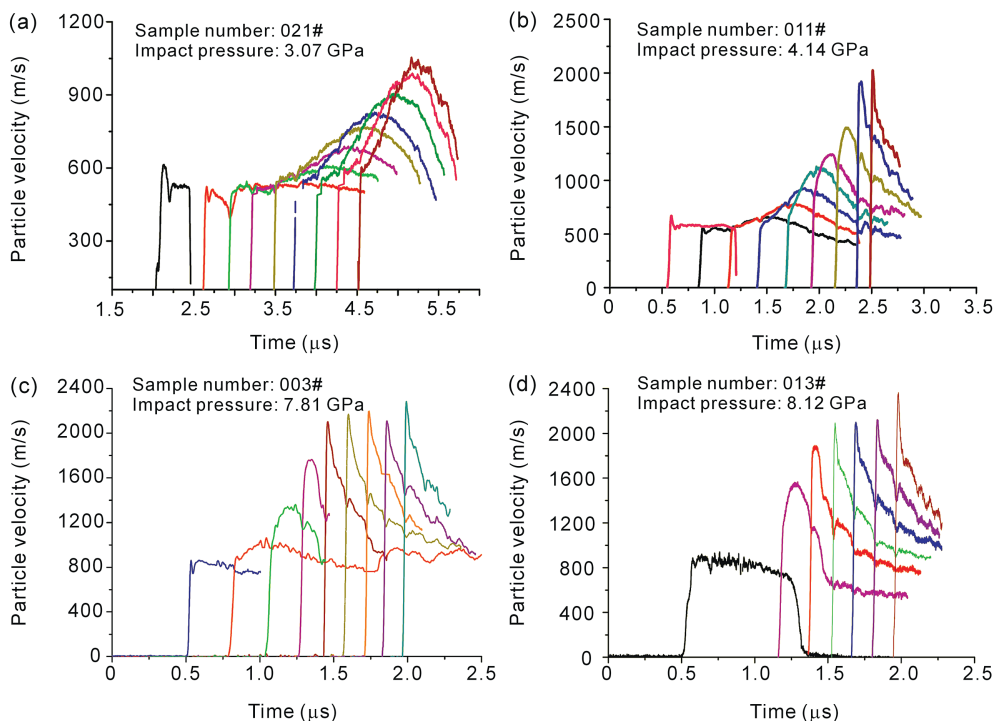 (a)
Sample number: 021#
Impact pressure: 3.07 GPa
1200
900
600
300
Particle velocity (m/s)
1.5 2.5 3.5 4.5 5.5
Time (μs)
(b)
Sample number: 011#
Impact pressure: 4.14 GPa
2500
2000
1500
1000
500
0
Particle velocity (m/s)
0 0.5 1.0 1.5 2.0 2.5 3.0 3.5
Time (μs)
(c)
Sample number: 003#
Impact pressure: 7.81 GPa
2400
2000
1600
1200
800
400
0
Particle velocity (m/s)
0 0.5 1.0 1.5 2.0 2.5
Time (μs)
(d)
Sample number: 013#
Impact pressure: 8.12 GPa
2400
2000
1600
1200
800
400
0
Particle velocity (m/s)
0 0.5 1.0 1.5 2.0 2.5
Time (μs)